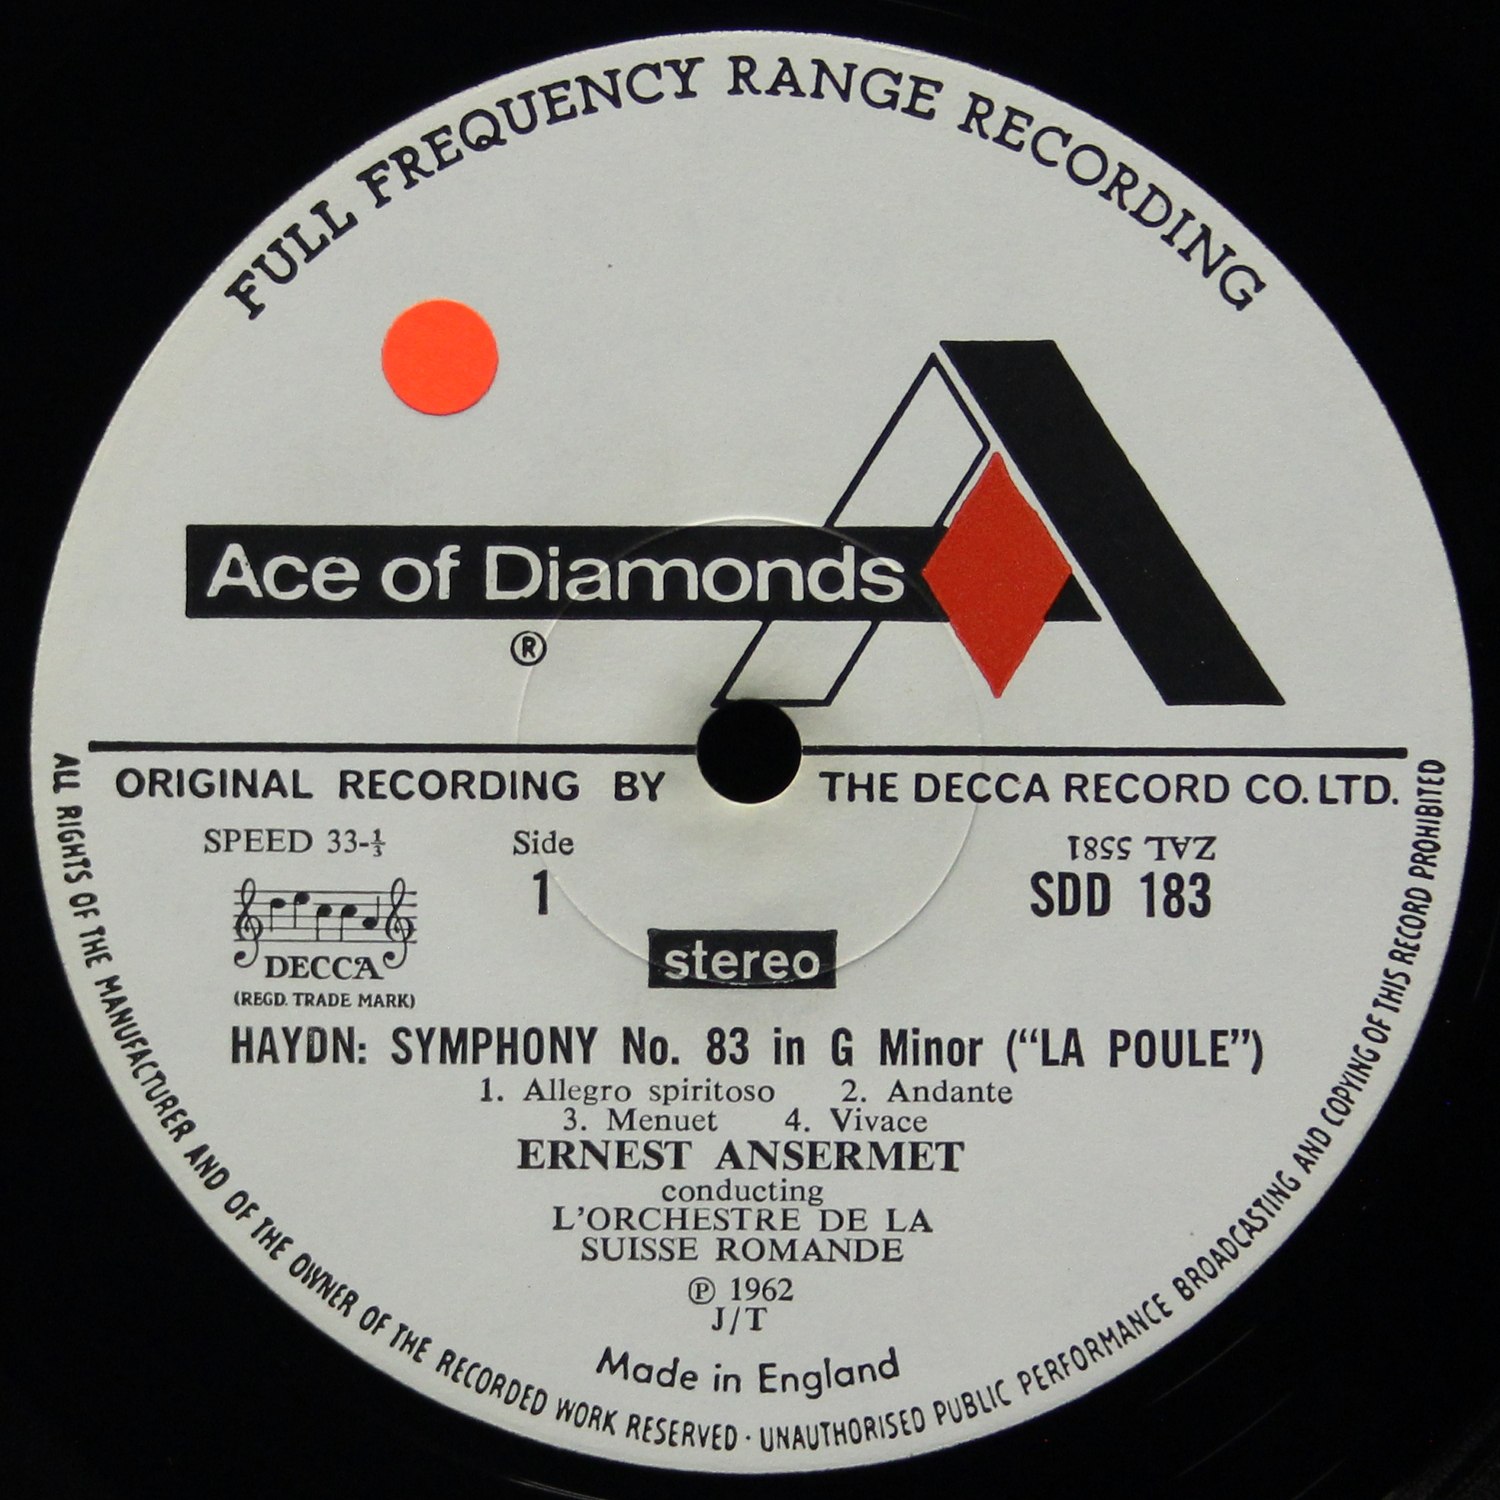 FULL FREQUENCY RANGE RECORDING
Ace of Diamonds
®
ORIGINAL RECORDING BY THE DECCA RECORD CO. LTD.
SPEED 33-⅓ Side ZAL 5581
1 SDD 183
DECCA
(REGD. TRADE MARK)
stereo
HAYDN: SYMPHONY No. 83 in G Minor (“LA POULE”)
1. Allegro spiritoso 2. Andante
3. Menuet 4. Vivace
ERNEST ANSERMET
conducting
L'ORCHESTRE DE LA
SUISSE ROMANDE
℗ 1962
J/T
Made in England
ALL RIGHTS OF THE MANUFACTURER AND OF THE OWNER OF THE RECORDED WORK RESERVED · UNAUTHORISED PUBLIC PERFORMANCE BROADCASTING AND COPYING OF THIS RECORD PROHIBITED